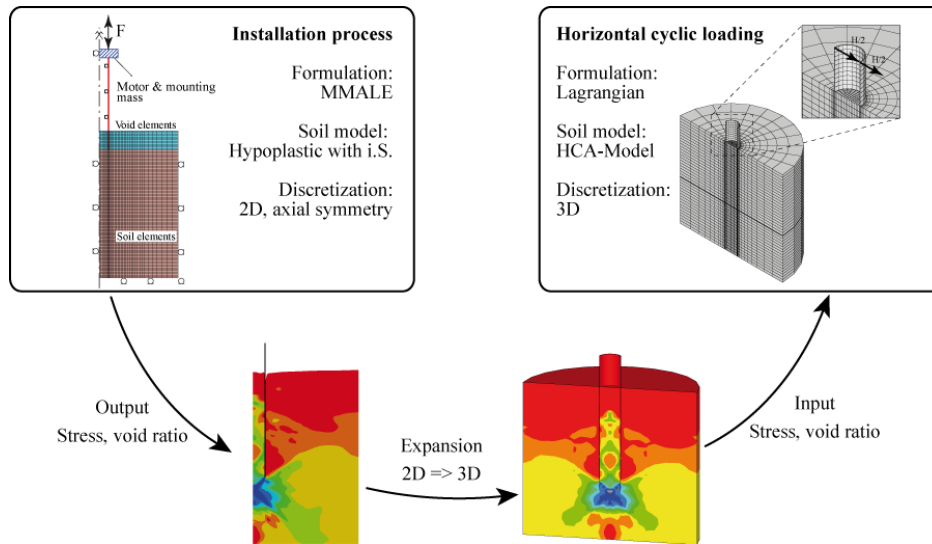 F
Motor & mounting
mass
Void elements
Soil elements
Installation process
Formulation:
MMALE
Soil model:
Hypoplastic with i.S.
Discretization:
2D, axial symmetry
Horizontal cyclic loading
Formulation:
Lagrangian
Soil model:
HCA-Model
Discretization:
3D
H/2
H/2
Output
Stress, void ratio
Expansion
2D => 3D
Input
Stress, void ratio